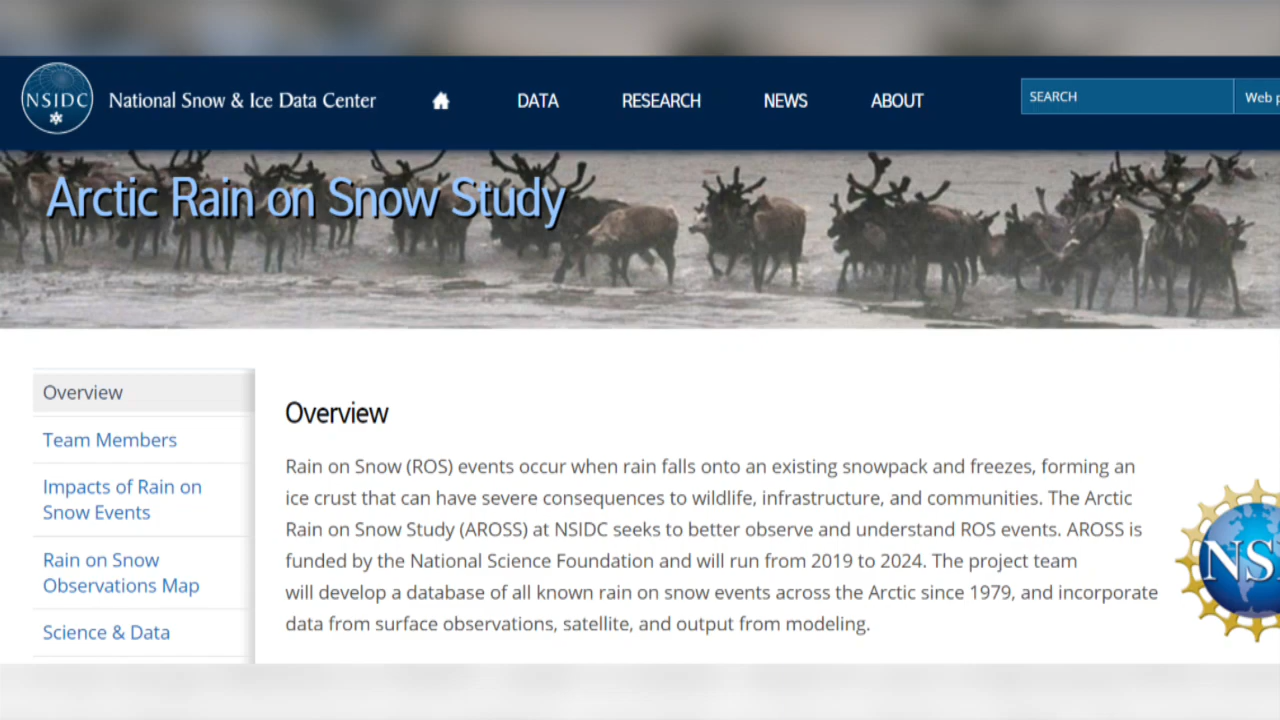 NSIDC
National Snow & Ice Data Center
DATA
RESEARCH
NEWS
ABOUT
SEARCH
Web p
Arctic Rain on Snow Study
Overview
Team Members
Impacts of Rain on
Snow Events
Rain on Snow
Observations Map
Science & Data
Overview
Rain on Snow (ROS) events occur when rain falls onto an existing snowpack and freezes, forming an
ice crust that can have severe consequences to wildlife, infrastructure, and communities. The Arctic
Rain on Snow Study (AROSS) at NSIDC seeks to better observe and understand ROS events. AROSS is
funded by the National Science Foundation and will run from 2019 to 2024. The project team
will develop a database of all known rain on snow events across the Arctic since 1979, and incorporate
data from surface observations, satellite, and output from modeling.
NS